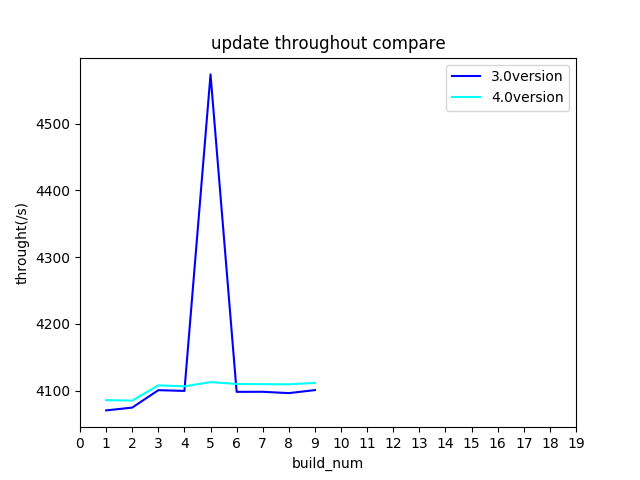 update throughout compare
3.0version
4.0version
throught(/s)
4500
4400
4300
4200
4100
0 1 2 3 4 5 6 7 8 9 10 11 12 13 14 15 16 17 18 19
build_num